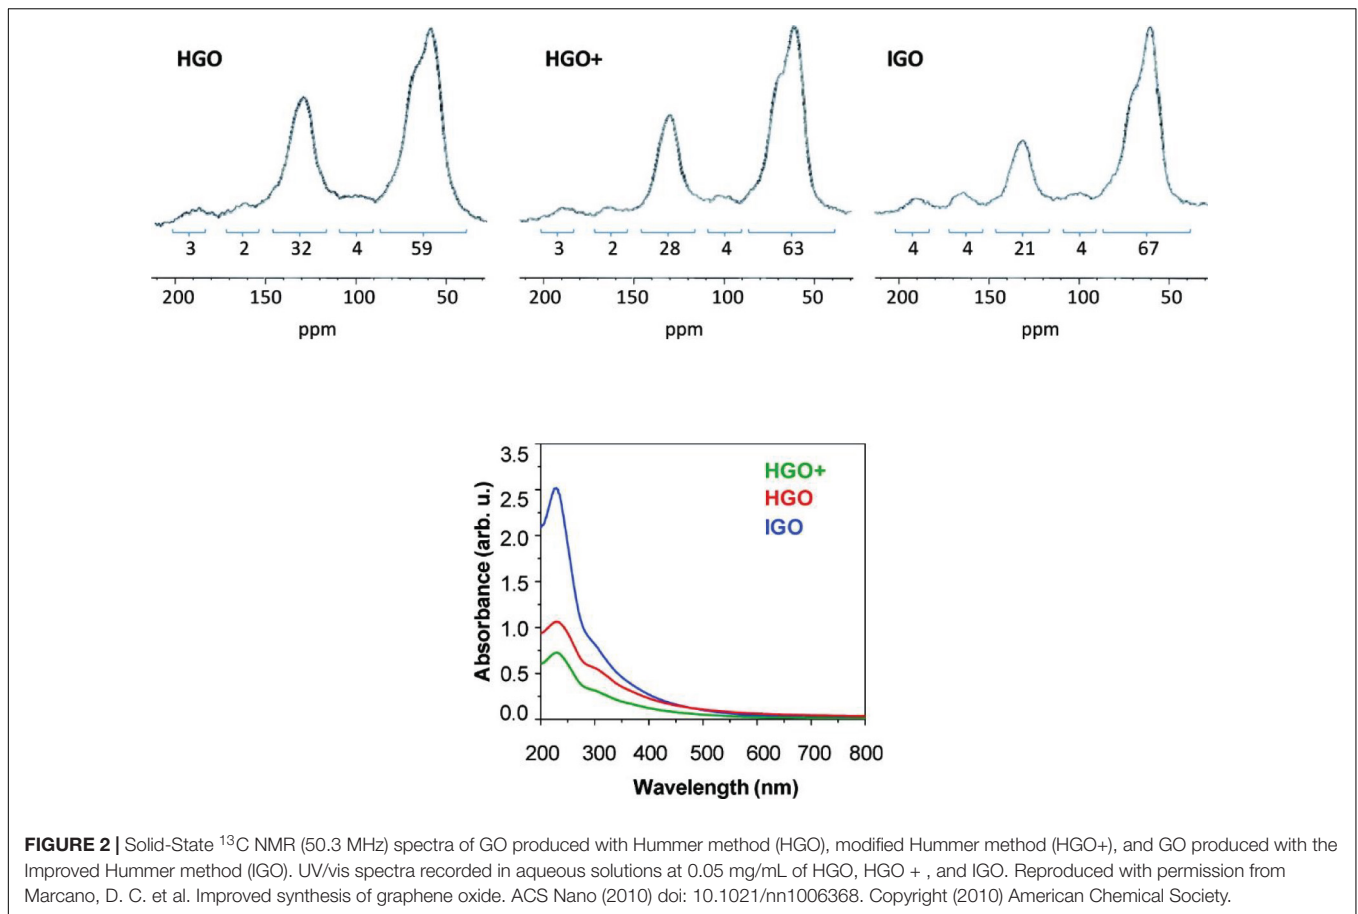 HGO
HGO+
IGO
3 2 32 4 59
3 2 28 4 63
4 4 21 4 67
200 150 100 50
200 150 100 50
200 150 100 50
ppm
ppm
ppm
3.5
2.5
2.0
1.5
1.0
0.5
0.0
Absorbance (arb. u.)
HGO+
HGO
IGO
200 300 400 500 600 700 800
Wavelength (nm)
FIGURE 2 | Solid-State ¹³C NMR (50.3 MHz) spectra of GO produced with Hummer method (HGO), modified Hummer method (HGO+), and GO produced with the
Improved Hummer method (IGO). UV/vis spectra recorded in aqueous solutions at 0.05 mg/mL of HGO, HGO + , and IGO. Reproduced with permission from
Marcano, D. C. et al. Improved synthesis of graphene oxide. ACS Nano (2010) doi: 10.1021/nn1006368. Copyright (2010) American Chemical Society.